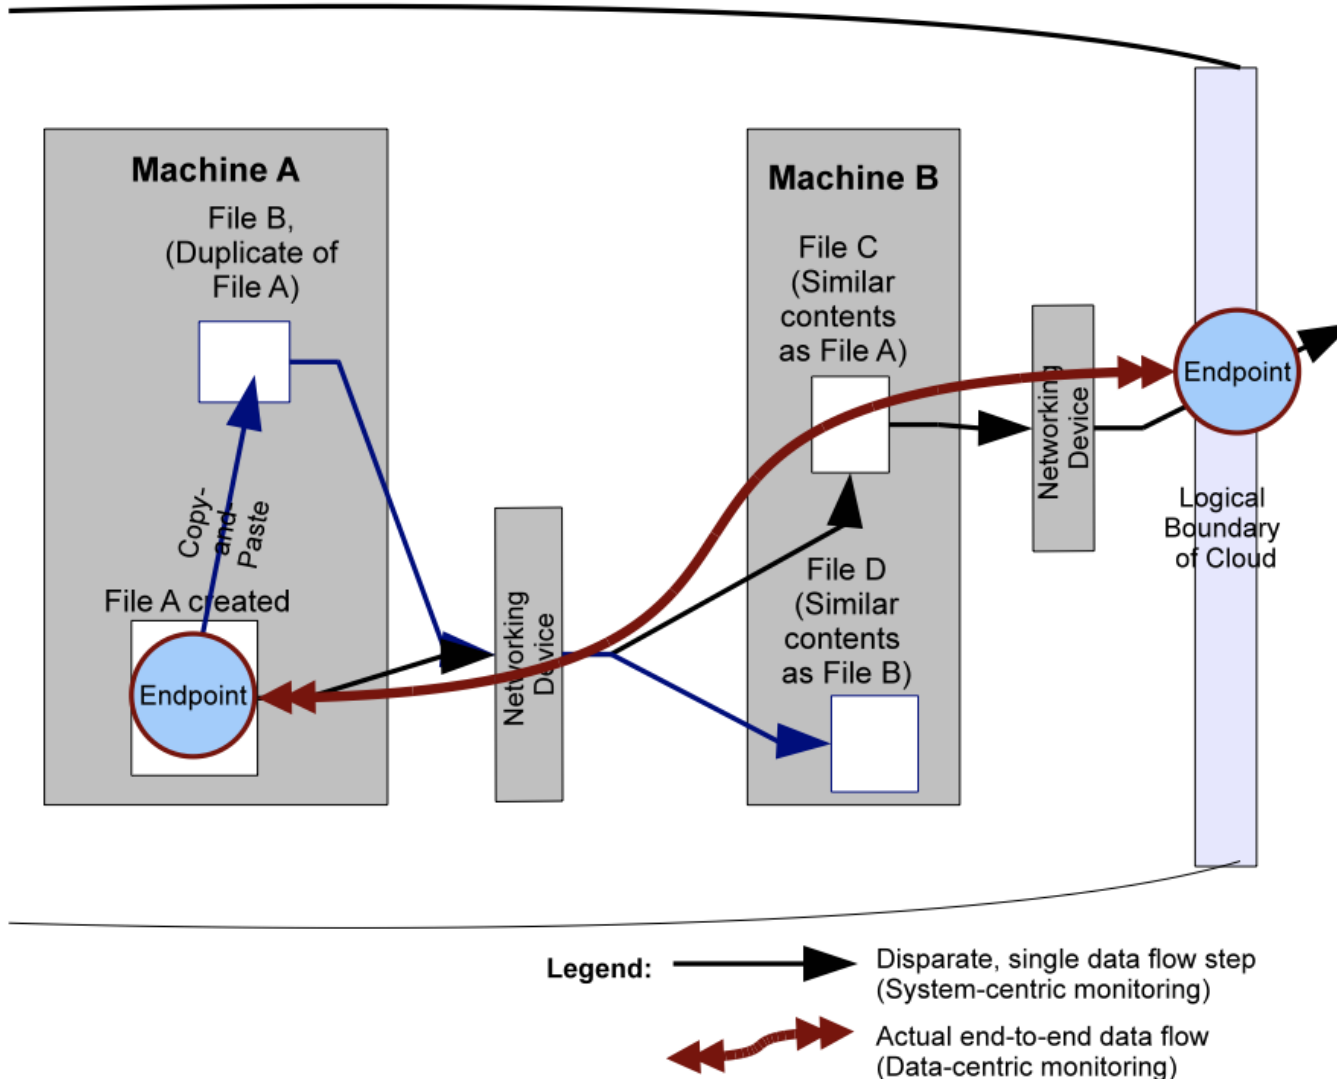 Machine A
File B,
(Duplicate of
File A)
Copy-
and-
Paste
File A created
Endpoint
Networking
Device
Machine B
File C
(Similar
contents
as File A)
File D
(Similar
contents
as File B)
Networking
Device
Endpoint
Logical
Boundary
of Cloud
Legend:
Disparate, single data flow step
(System-centric monitoring)
Actual end-to-end data flow
(Data-centric monitoring)